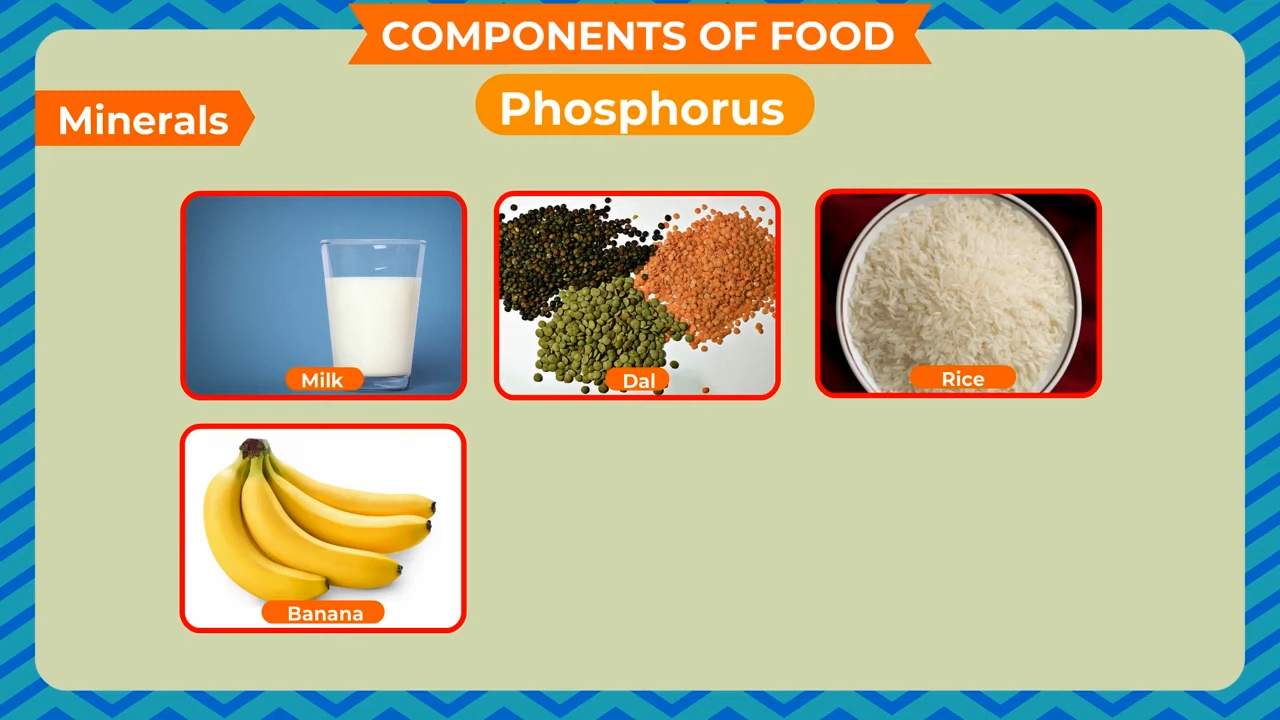 COMPONENTS OF FOOD
Minerals
Phosphorus
Milk
Dal
Rice
Banana